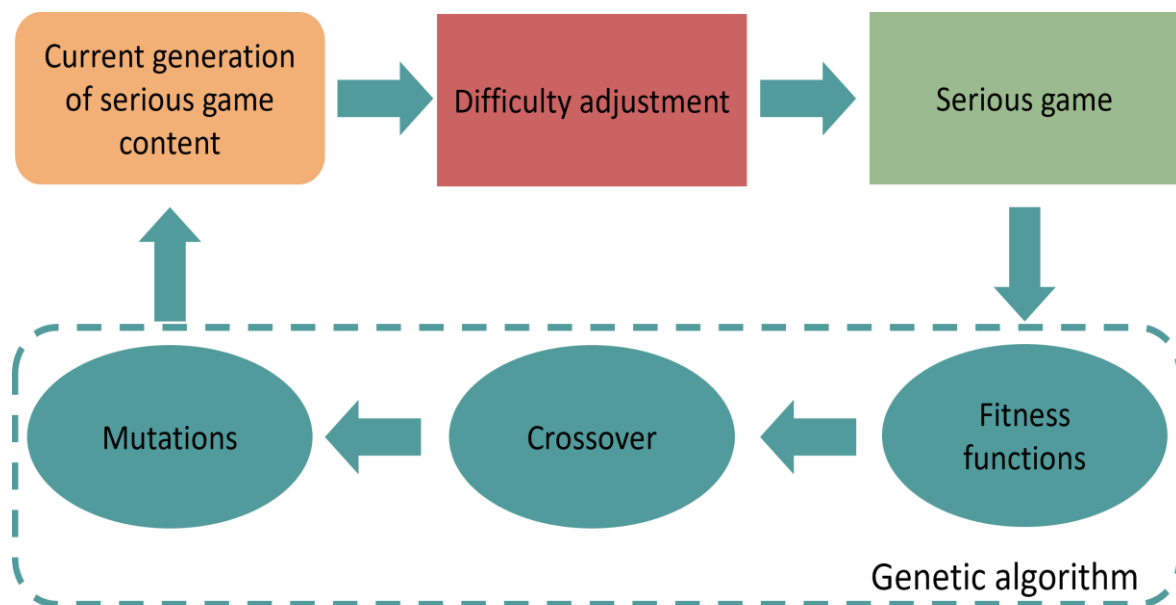 Current generation
of serious game
content
Difficulty adjustment
Serious game
Mutations
Crossover
Fitness
functions
Genetic algorithm